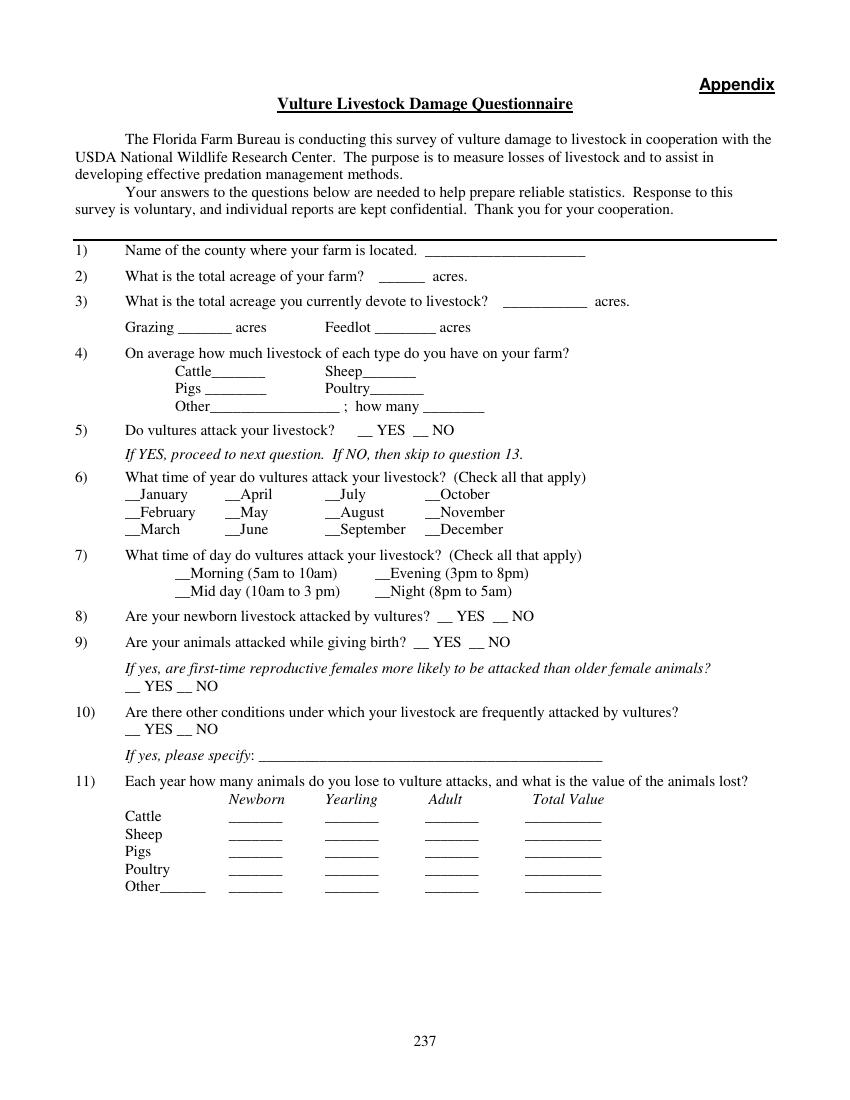 Appendix
Vulture Livestock Damage Questionnaire
The Florida Farm Bureau is conducting this survey of vulture damage to livestock in cooperation with the
USDA National Wildlife Research Center. The purpose is to measure losses of livestock and to assist in
developing effective predation management methods.
Your answers to the questions below are needed to help prepare reliable statistics. Response to this
survey is voluntary, and individual reports are kept confidential. Thank you for your cooperation.
1) Name of the county where your farm is located. _____________________
2) What is the total acreage of your farm? ______ acres.
3) What is the total acreage you currently devote to livestock? ___________ acres.
Grazing _______ acres Feedlot ________ acres
4) On average how much livestock of each type do you have on your farm?
Cattle_______ Sheep_______
Pigs ________ Poultry_______
Other_________________ ; how many ________
5) Do vultures attack your livestock? __ YES __ NO
If YES, proceed to next question. If NO, then skip to question 13.
6) What time of year do vultures attack your livestock? (Check all that apply)
__January __April __July __October
__February __May __August __November
__March __June __September __December
7) What time of day do vultures attack your livestock? (Check all that apply)
__Morning (5am to 10am) __Evening (3pm to 8pm)
__Mid day (10am to 3 pm) __Night (8pm to 5am)
8) Are your newborn livestock attacked by vultures? __ YES __ NO
9) Are your animals attacked while giving birth? __ YES __ NO
If yes, are first-time reproductive females more likely to be attacked than older female animals?
__ YES __ NO
10) Are there other conditions under which your livestock are frequently attacked by vultures?
__ YES __ NO
If yes, please specify: _____________________________________________
11) Each year how many animals do you lose to vulture attacks, and what is the value of the animals lost?
Newborn Yearling Adult Total Value
Cattle _______ _______ _______ __________
Sheep _______ _______ _______ __________
Pigs _______ _______ _______ __________
Poultry _______ _______ _______ __________
Other______ _______ _______ _______ __________
237